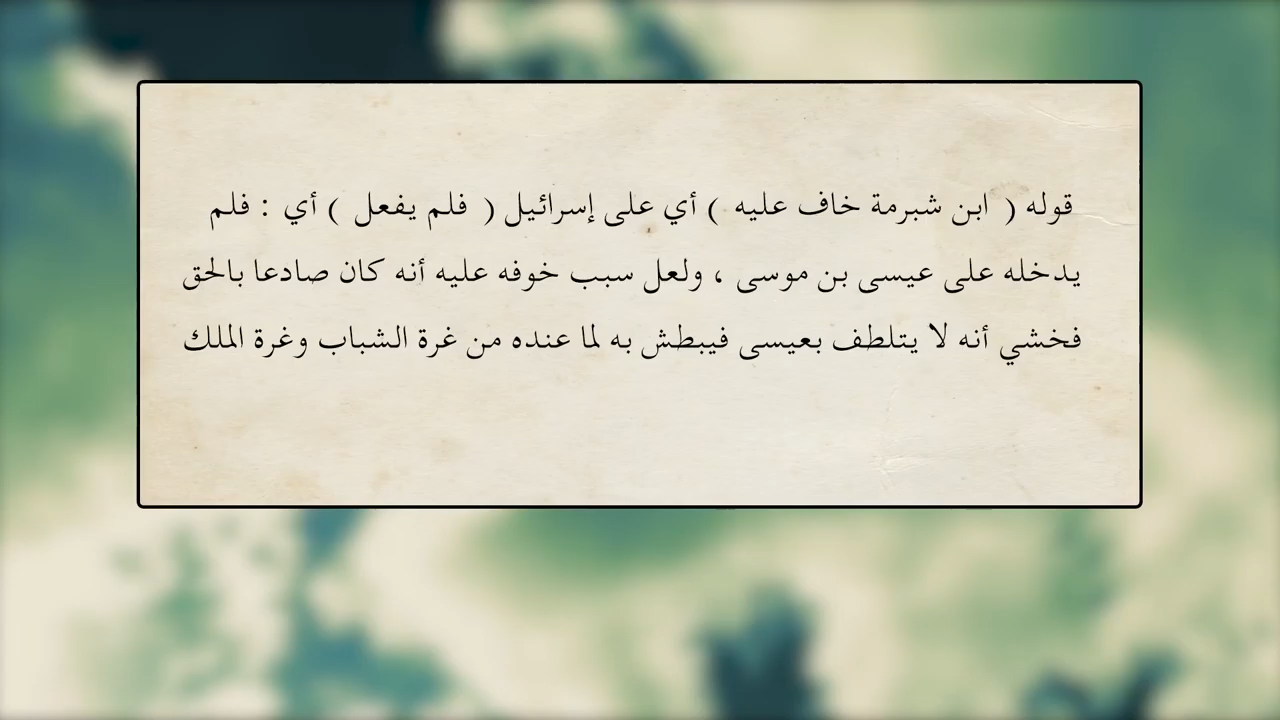 قوله ( ابن شبرمة خاف عليه ) أي على إسرائيل ( فلم يفعل ) أي : فلم
يدخله على عيسى بن موسى ، ولعل سبب خوفه عليه أنه كان صادعا بالحق
فخشي أنه لا يتلطف بعيسى فيبطش به لما عنده من غرة الشباب وغرة الملك